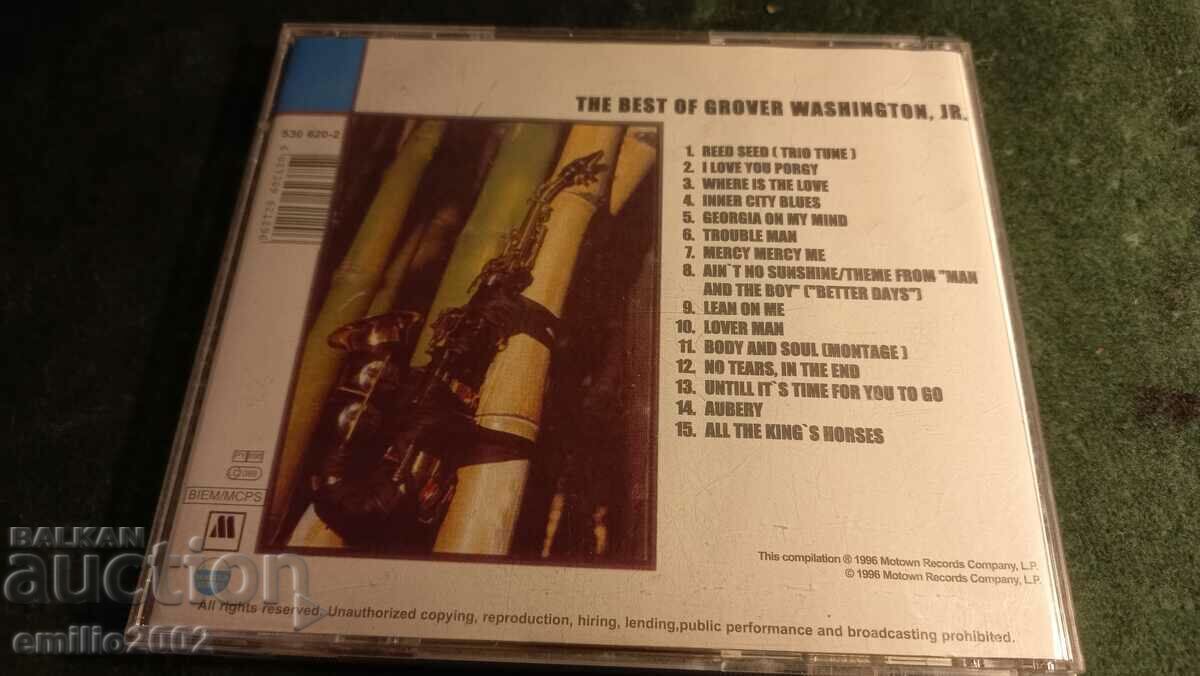 THE BEST OF GROVER WASHINGTON, JR.
530 620-2
1. REED SEED ( TRIO TUNE )
2. I LOVE YOU PORGY
3. WHERE IS THE LOVE
4. INNER CITY BLUES
5. GEORGIA ON MY MIND
6. TROUBLE MAN
7. MERCY MERCY ME
8. AIN`T NO SUNSHINE/THEME FROM "MAN
AND THE BOY" ("BETTER DAYS")
9. LEAN ON ME
10. LOVER MAN
11. BODY AND SOUL (MONTAGE )
12. NO TEARS, IN THE END
13. UNTILL IT`S TIME FOR YOU TO GO
14. AUBERY
15. ALL THE KING`S HORSES
BIEM/MCPS
M
This compilation ® 1996 Motown Records Company, L.P.
© 1996 Motown Records Company, L.P.
All rights reserved. Unauthorized copying, reproduction, hiring, lending,public performance and broadcasting prohibited.
BALKAN
auction
emilio2002